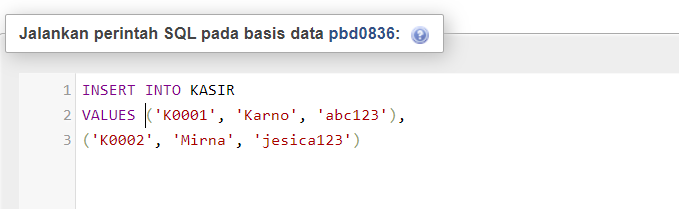 Jalankan perintah SQL pada basis data pbd0836:
1 INSERT INTO KASIR
2 VALUES ('K0001', 'Karno', 'abc123'),
3 ('K0002', 'Mirna', 'jesica123')